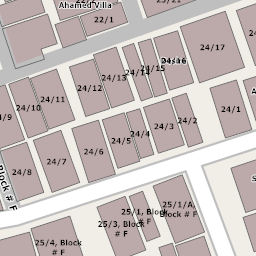 Ahamed Villa
22/1
24/16
24/17
24/14
24/15
24/13
24/12
24/11
24/10
24/9
24/1
24/2
24/3
24/4
24/5
24/6
24/7
24/8
Block # F
25/1/A,
Block # F
25/1, Block
# F
25/3, Block
# F
25/4, Block
# F